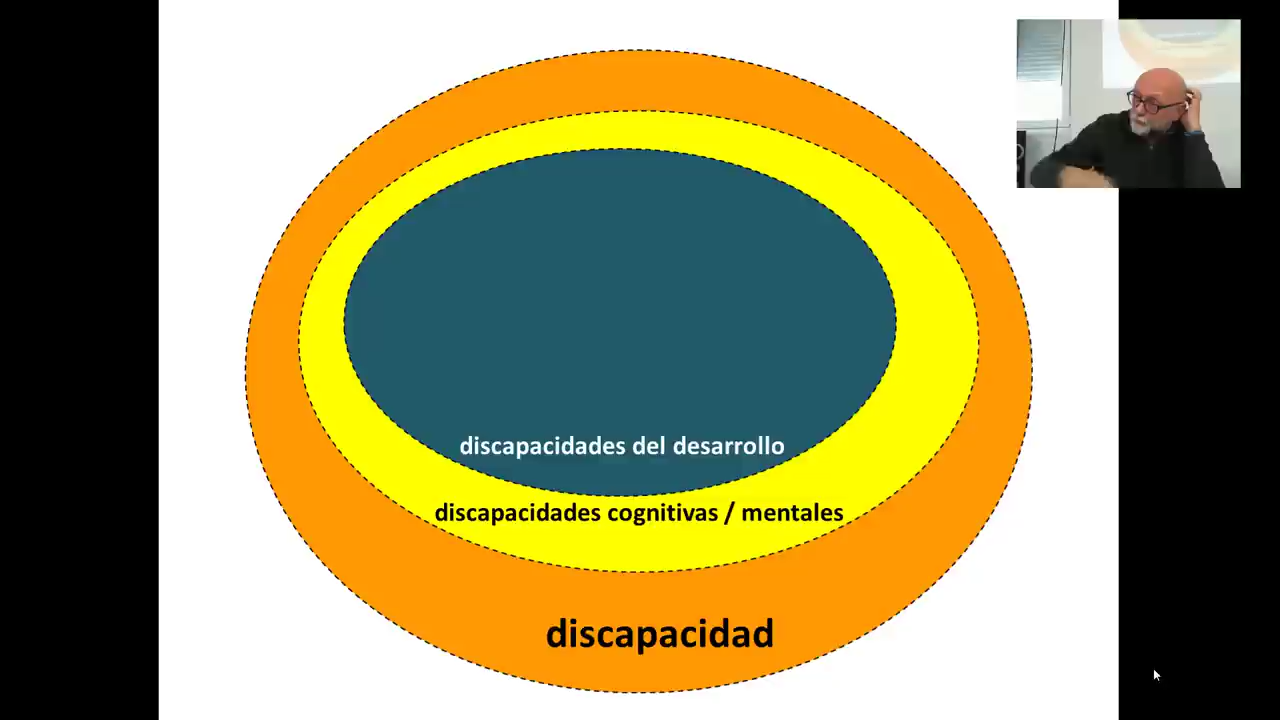 discapacidades del desarrollo
discapacidades cognitivas / mentales
discapacidad